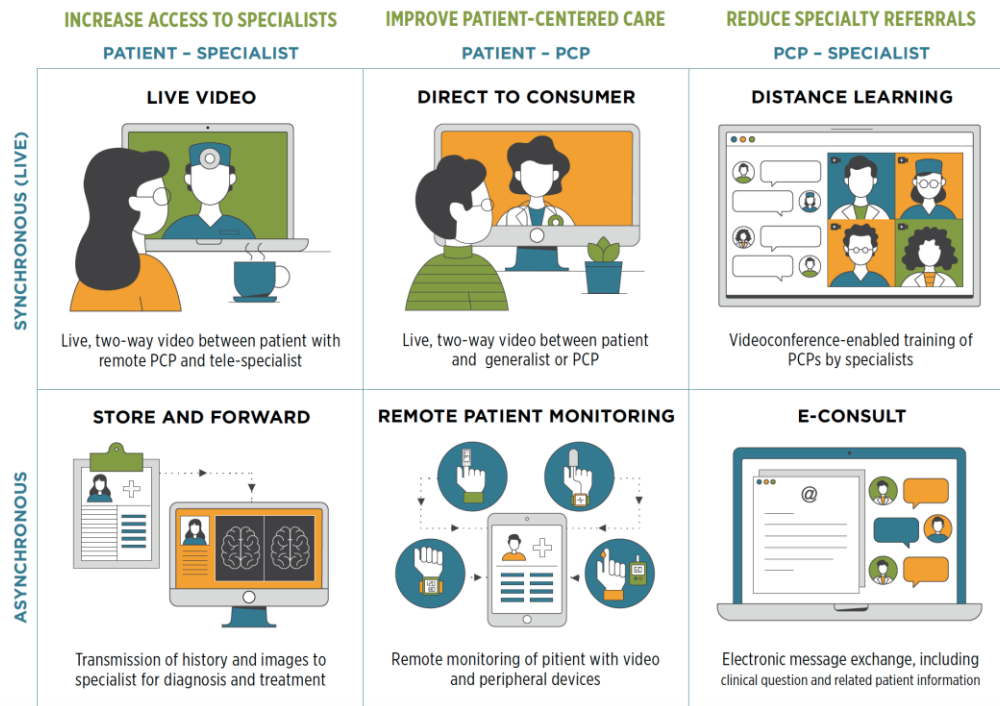 INCREASE ACCESS TO SPECIALISTS
PATIENT – SPECIALIST
IMPROVE PATIENT-CENTERED CARE
PATIENT – PCP
REDUCE SPECIALTY REFERRALS
PCP – SPECIALIST
SYNCHRONOUS (LIVE)
LIVE VIDEO
Live, two-way video between patient with
remote PCP and tele-specialist
DIRECT TO CONSUMER
Live, two-way video between patient
and generalist or PCP
DISTANCE LEARNING
Videoconference-enabled training of
PCPs by specialists
ASYNCHRONOUS
STORE AND FORWARD
Transmission of history and images to
specialist for diagnosis and treatment
REMOTE PATIENT MONITORING
120
80
Remote monitoring of pitient with video
and peripheral devices
E-CONSULT
@
Electronic message exchange, including
clinical question and related patient information